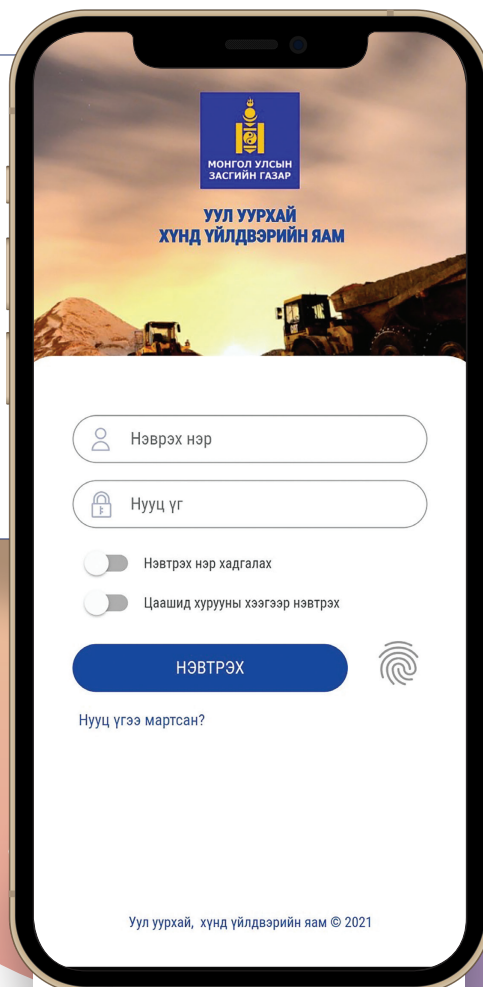 МОНГОЛ УЛСЫН
ЗАСГИЙН ГАЗАР
УУЛ УУРХАЙ
ХҮНД ҮЙЛДВЭРИЙН ЯАМ
Нэврэх нэр
Нууц үг
Нэвтрэх нэр хадгалах
Цаашид хурууны хээгээр нэвтрэх
НЭВТРЭХ
Нууц үгээ мартсан?
Уул уурхай, хүнд үйлдвэрийн яам © 2021